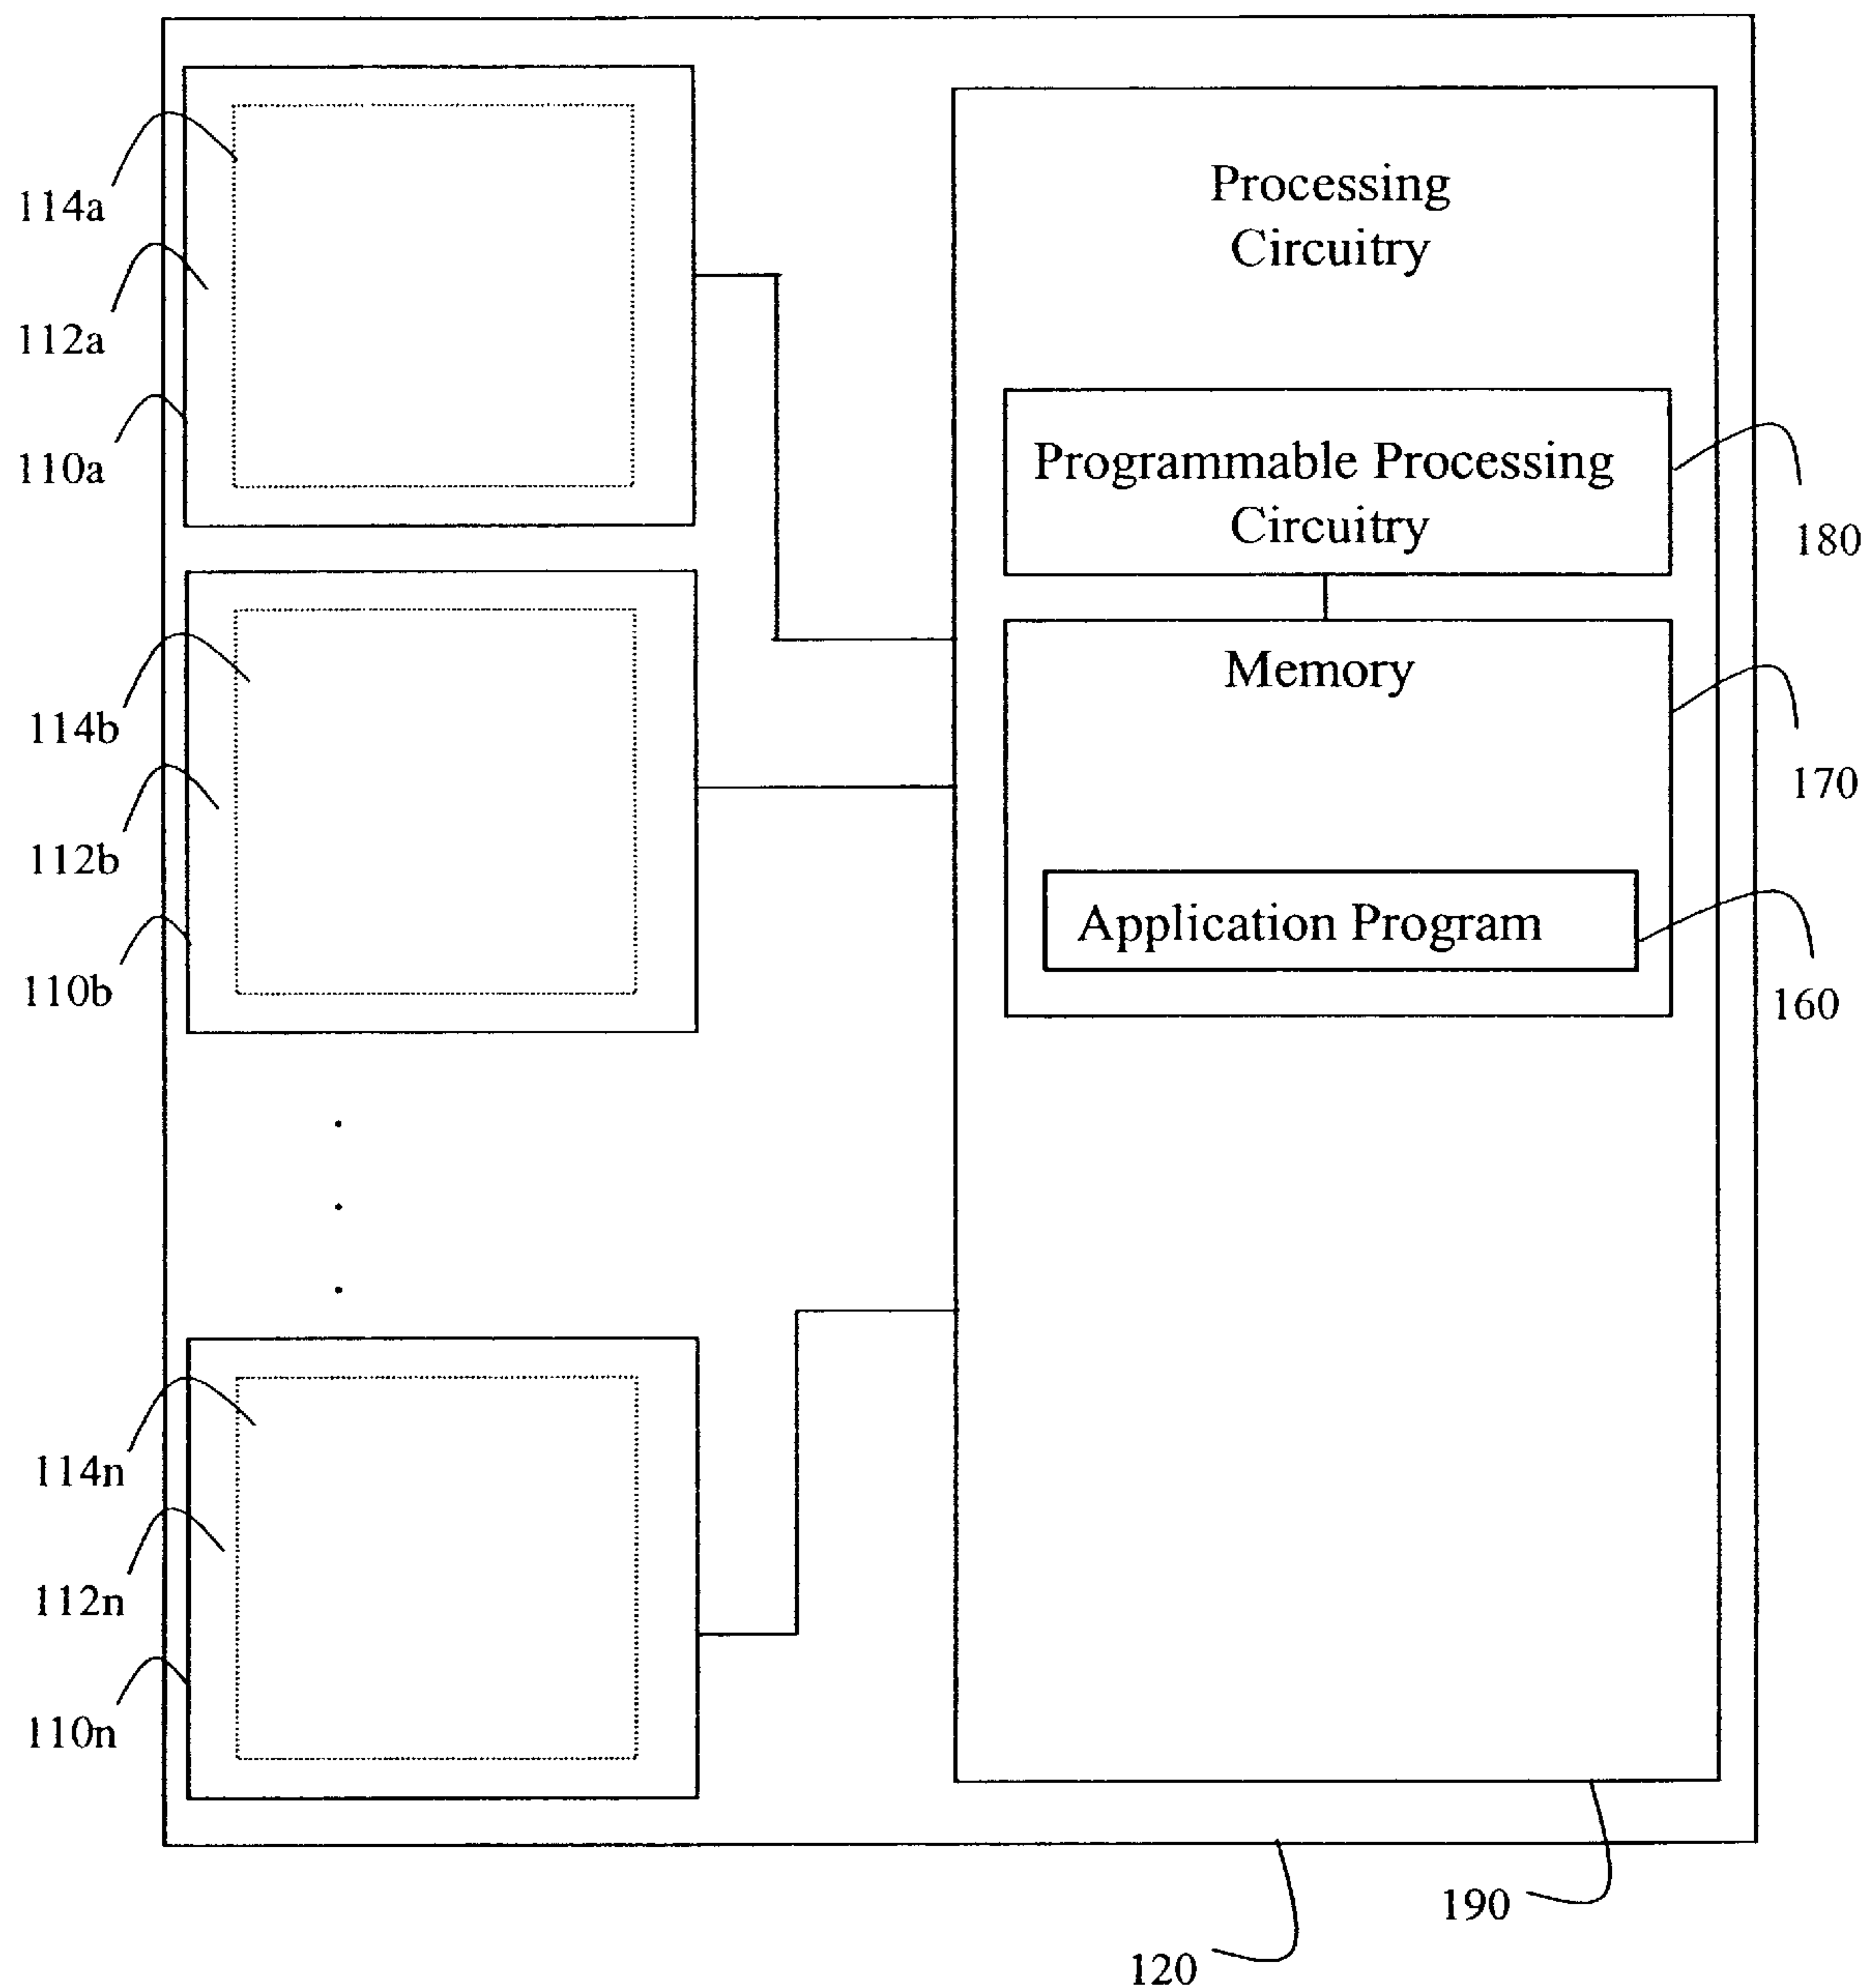 114a
112a
110a
114b
112b
110b
114n
112n
110n
Processing
Circuitry
Programmable Processing
Circuitry
180
Memory
170
Application Program
160
190
120